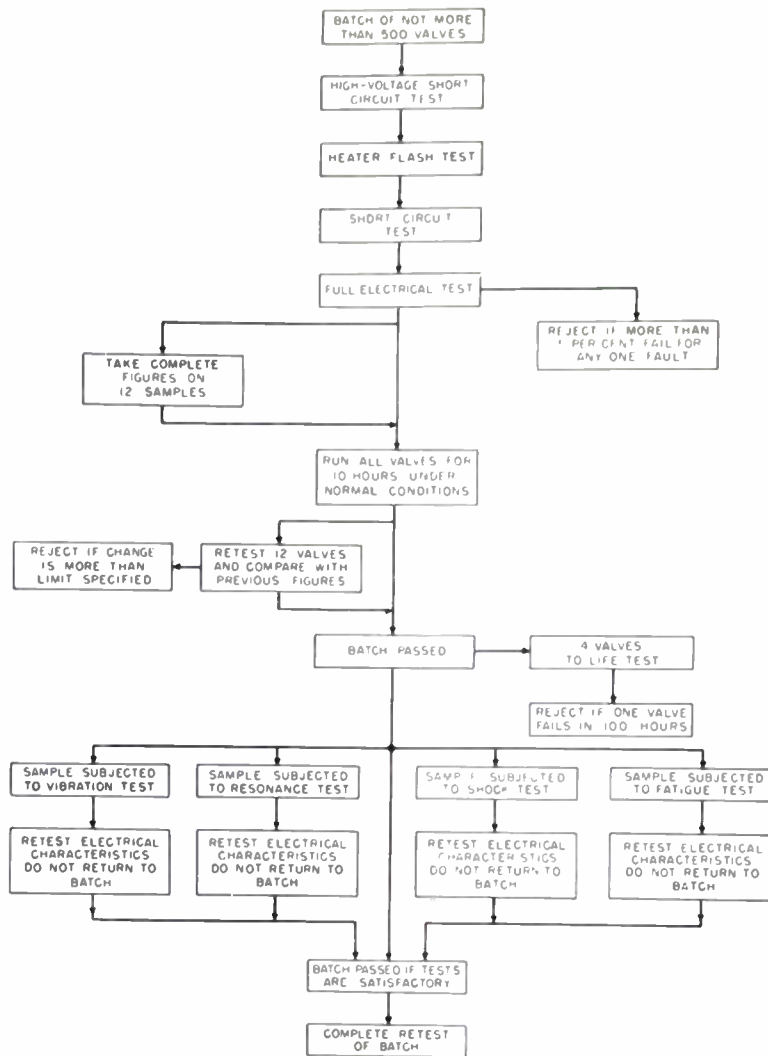 BATCH OF NOT MORE
THAN 500 VALVES
HIGH-VOLTAGE SHORT
CIRCUIT TEST
HEATER FLASH TEST
SHORT CIRCUIT
TEST
FULL ELECTRICAL TEST
REJECT IF MORE THAN
PER CENT FAIL FOR
ANY ONE FAULT
TAKE COMPLETE
FIGURES ON
12 SAMPLES
RUN ALL VALVES FOR
10 HOURS UNDER
NORMAL CONDITIONS
REJECT IF CHANGE
IS MORE THAN
LIMIT SPECIFIED
RETEST 12 VALVES
AND COMPARE WITH
PREVIOUS FIGURES
BATCH PASSED
4 VALVES
TO LIFE TEST
REJECT IF ONE VALVE
FAILS IN 100 HOURS
SAMPLE SUBJECTED
TO VIBRATION TEST
SAMPLE SUBJECTED
TO RESONANCE TEST
SAMPLE SUBJECTED
TO SHOCK TEST
SAMPLE SUBJECTED
TO FATIGUE TEST
RETEST ELECTRICAL
CHARACTERISTICS
DO NOT RETURN TO
BATCH
RETEST ELECTRICAL
CHARACTERISTICS
DO NOT RETURN TO
BATCH
RETEST ELECTRICAL
CHARACTERISTICS
DO NOT RETURN TO
BATCH
RETEST ELECTRICAL
CHARACTERISTICS
DO NOT RETURN TO
BATCH
BATCH PASSED IF TESTS
ARE SATISFACTORY
COMPLETE RETEST
OF BATCH